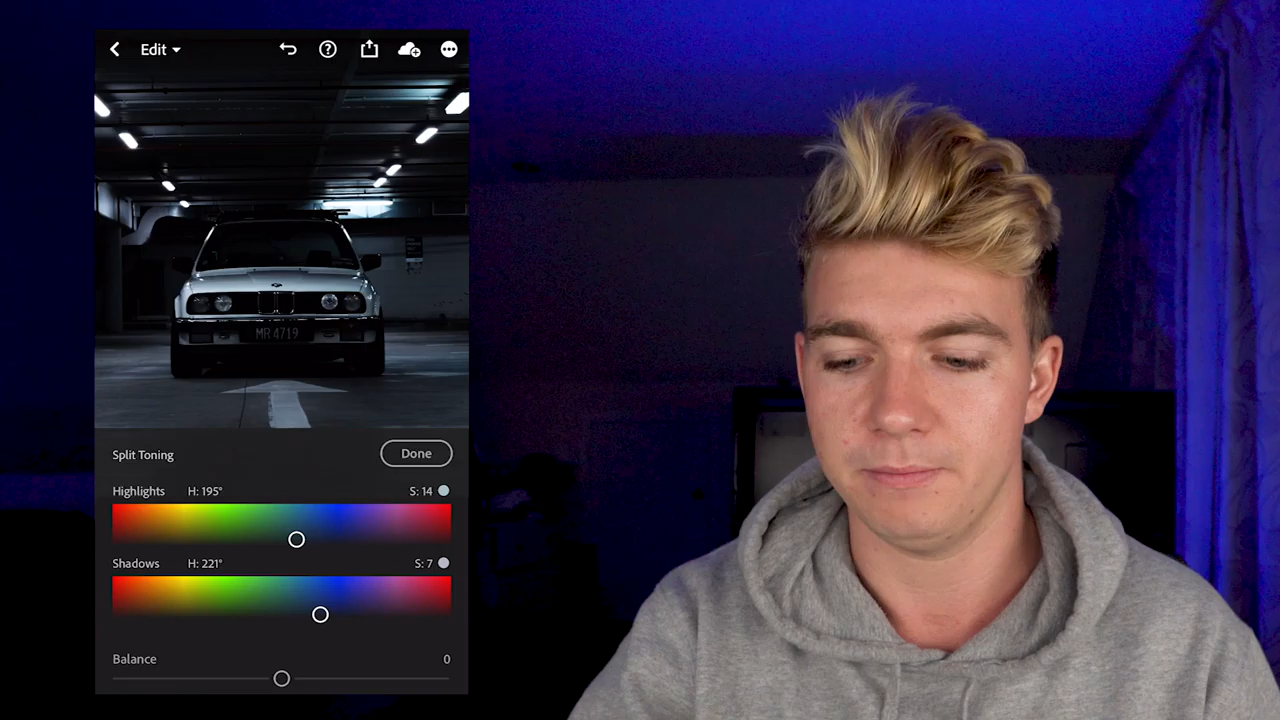 Edit
MR 4719
Split Toning
Done
Highlights H: 195° S: 14
Shadows H: 221° S: 7
Balance 0